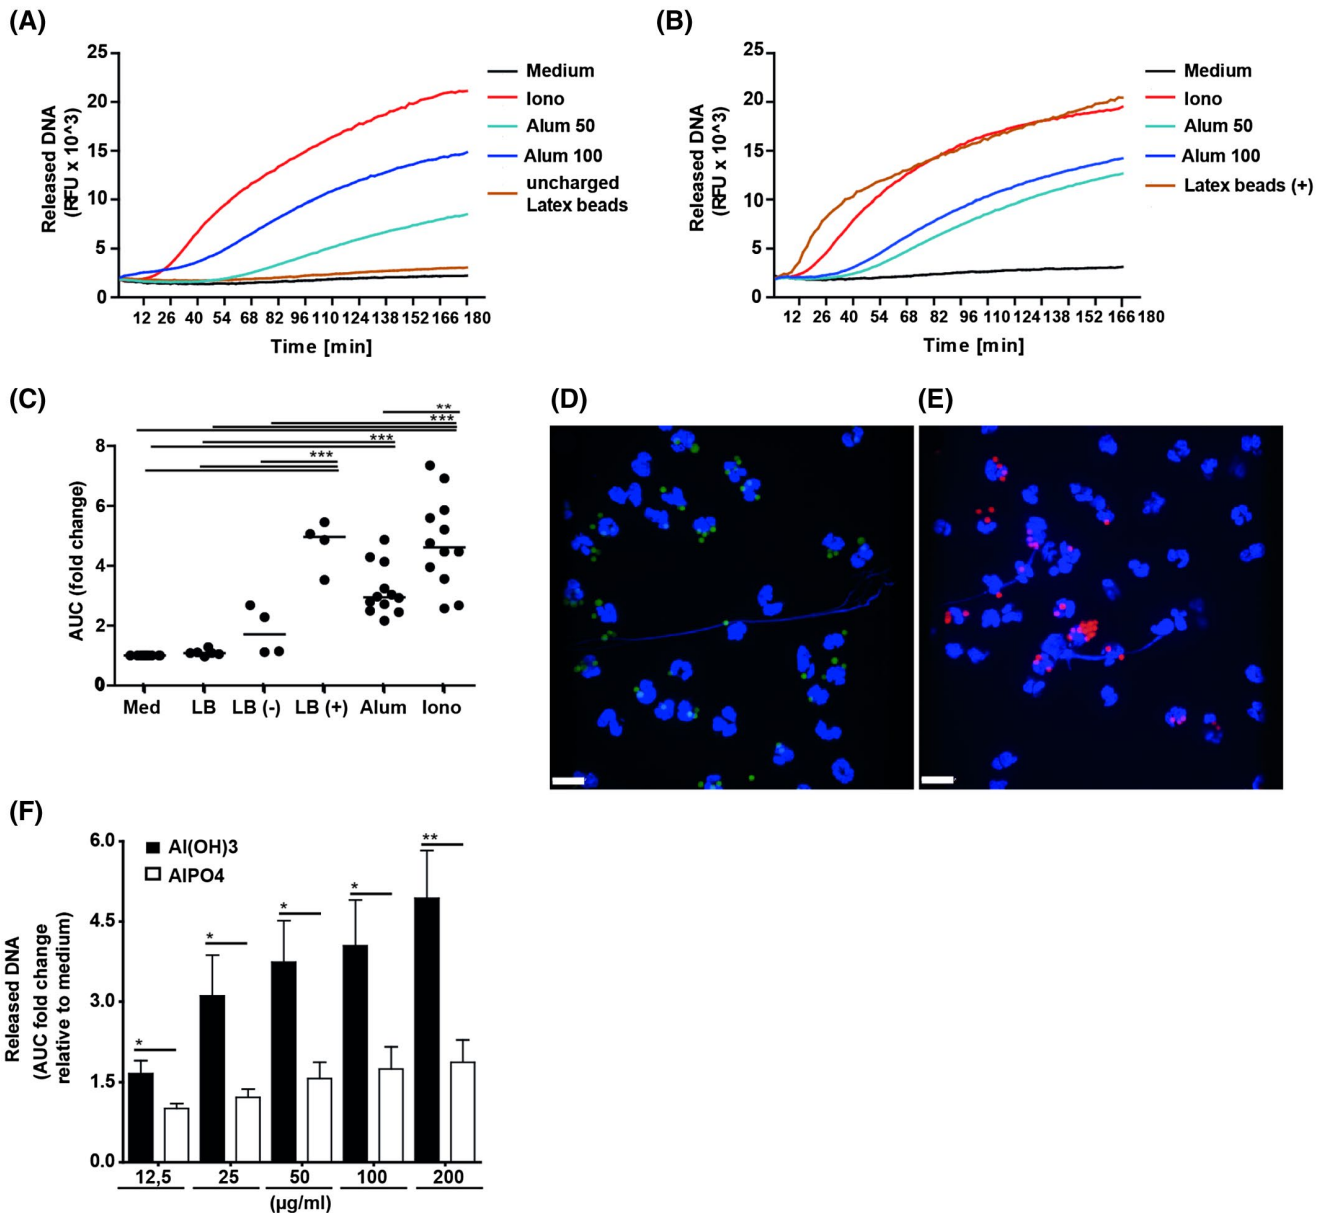 (A)
25
20
15
10
5
0
Released DNA
(RFU x 10^3)
12 26 40 54 68 82 96 110 124 138 152 166 180
Time [min]
Medium
Iono
Alum 50
Alum 100
uncharged
Latex beads
(B)
25
20
15
10
5
0
Released DNA
(RFU x 10^3)
12 26 40 54 68 82 96 110 124 138 152 166 180
Time [min]
Medium
Iono
Alum 50
Alum 100
Latex beads (+)
(C)
**
***
***
***
8
6
4
2
0
AUC (fold change)
Med LB LB (-) LB (+) Alum Iono
(D)
(E)
(F)
6.0
4.5
3.0
1.5
0.0
Released DNA
(AUC fold change
relative to medium)
Al(OH)3
AlPO4
*
*
*
*
**
12,5 25 50 100 200
(µg/ml)